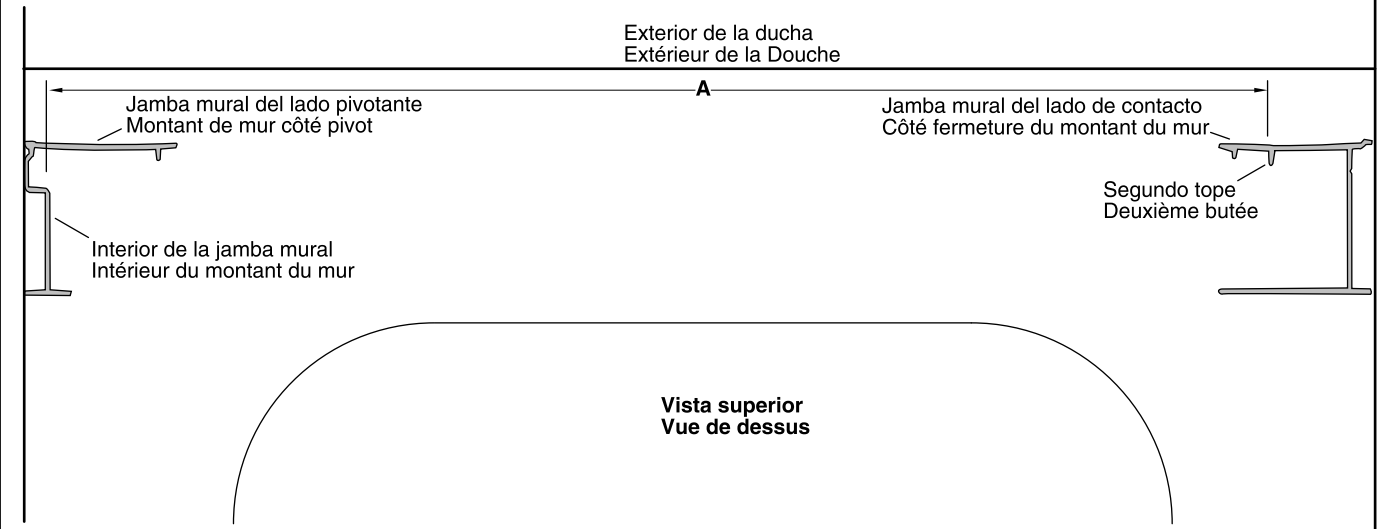 Exterior de la ducha
Extérieur de la Douche
A
Jamba mural del lado pivotante
Montant de mur côté pivot
Jamba mural del lado de contacto
Côté fermeture du montant du mur
Segundo tope
Deuxième butée
Interior de la jamba mural
Intérieur du montant du mur
Vista superior
Vue de dessus